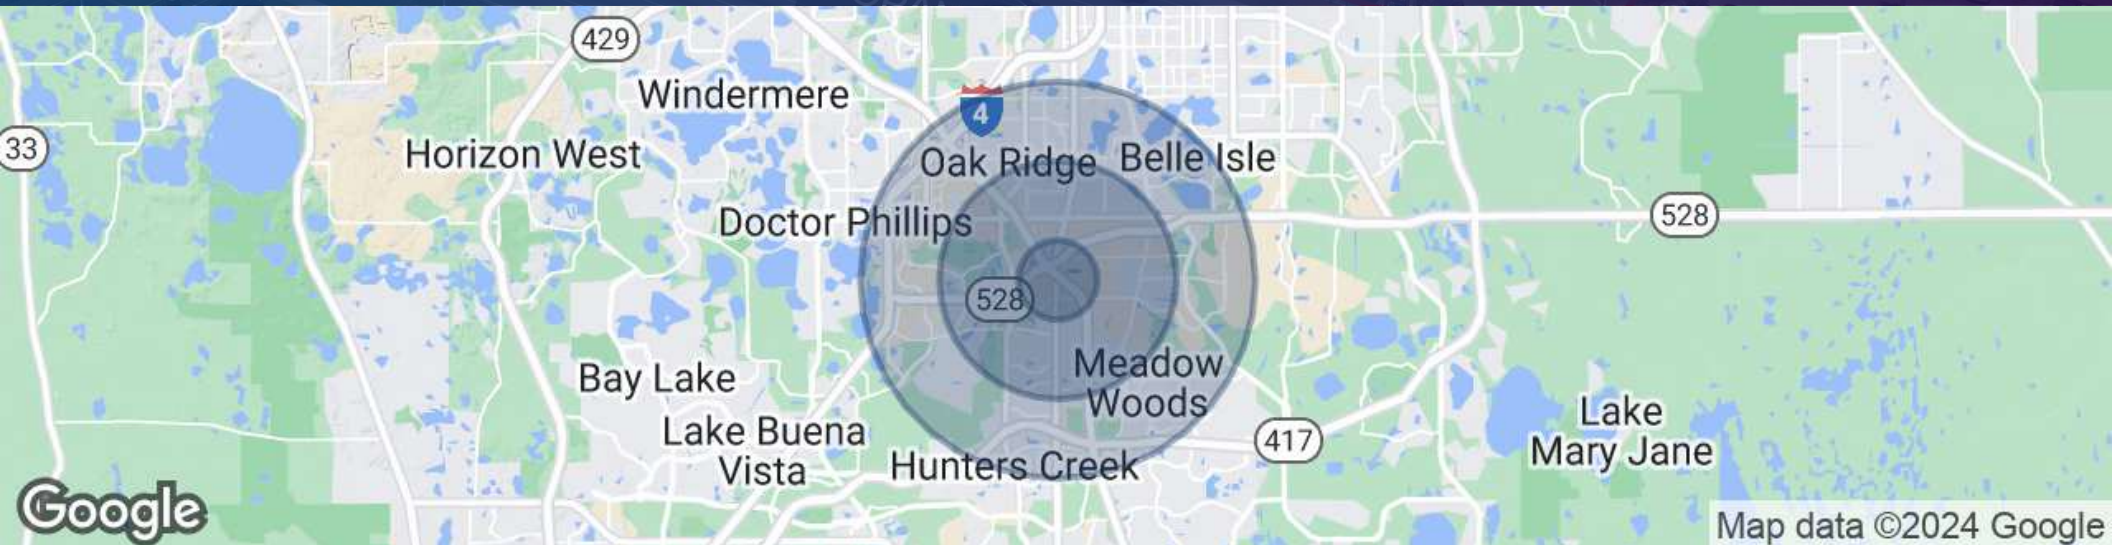 429
Windermere
4
33
Horizon West
Oak Ridge
Belle Isle
Doctor Phillips
528
528
Meadow
Woods
Bay Lake
Lake Buena
Vista
Hunters Creek
417
Lake
Mary Jane
Google
Map data ©2024 Google